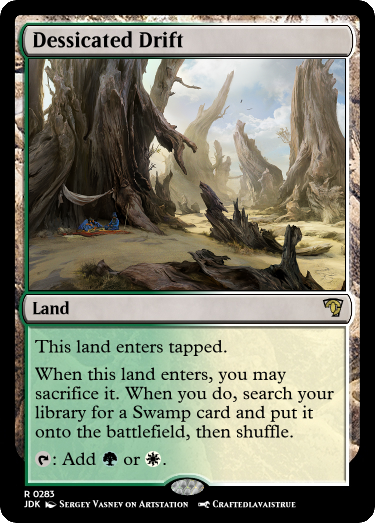 Dessicated Drift
Land
This land enters tapped.
When this land enters, you may
sacrifice it. When you do, search your
library for a Swamp card and put it
onto the battlefield, then shuffle.
: Add or .
R 0283
JDK Sergey Vasnev on Artstation Craftedlavaistrue